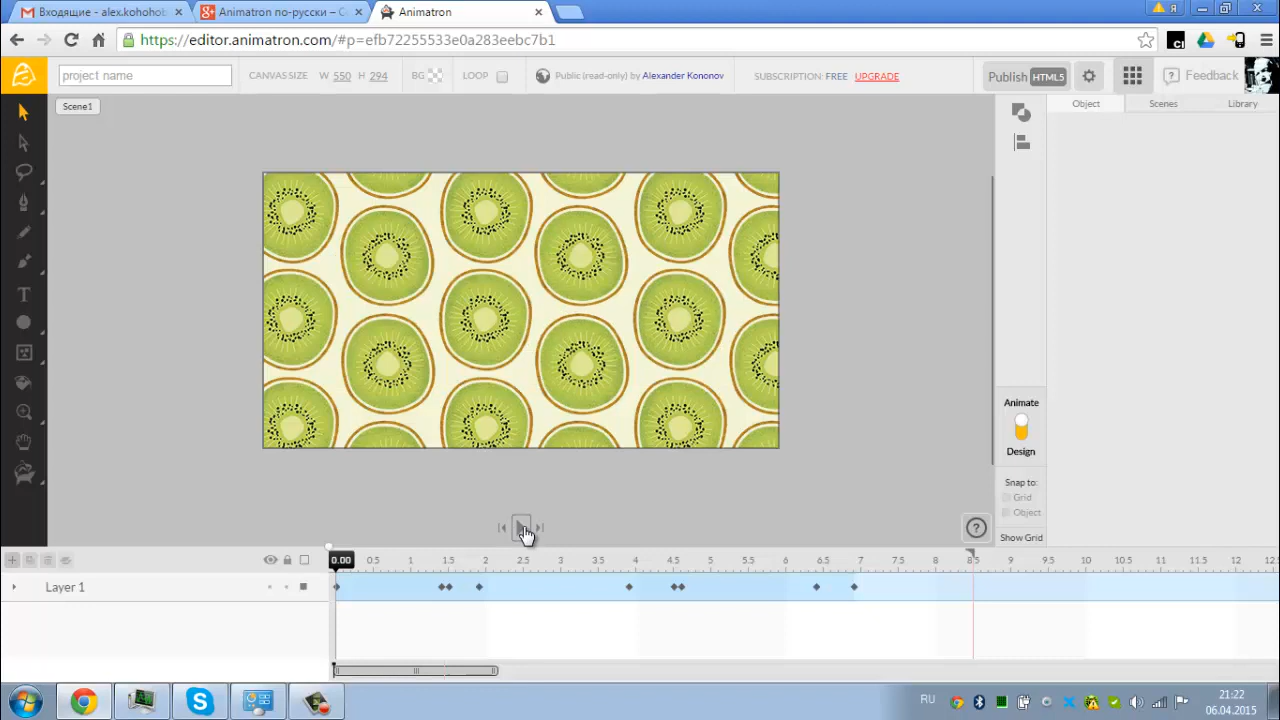 Входящие - alex.kohohob
Animatron по-русски – Сс
Animatron
Я
https://editor.animatron.com/#p=efb72255533e0a283eebc7b1
project name
CANVAS SIZE W 550 H 294
BG
LOOP
Public (read-only) by Alexander Kononov
SUBSCRIPTION: FREE UPGRADE
Publish HTML5
Feedback
Scene1
Object
Scenes
Library
Animate
Design
Snap to:
Grid
Object
Show Grid
0.00 0.5 1 1.5 2 2.5 3 3.5 4 4.5 5 5.5 6 6.5 7 7.5 8 8.5 9 9.5 10 10.5 11 11.5 12 12.5
Layer 1
RU
21:22
06.04.2015